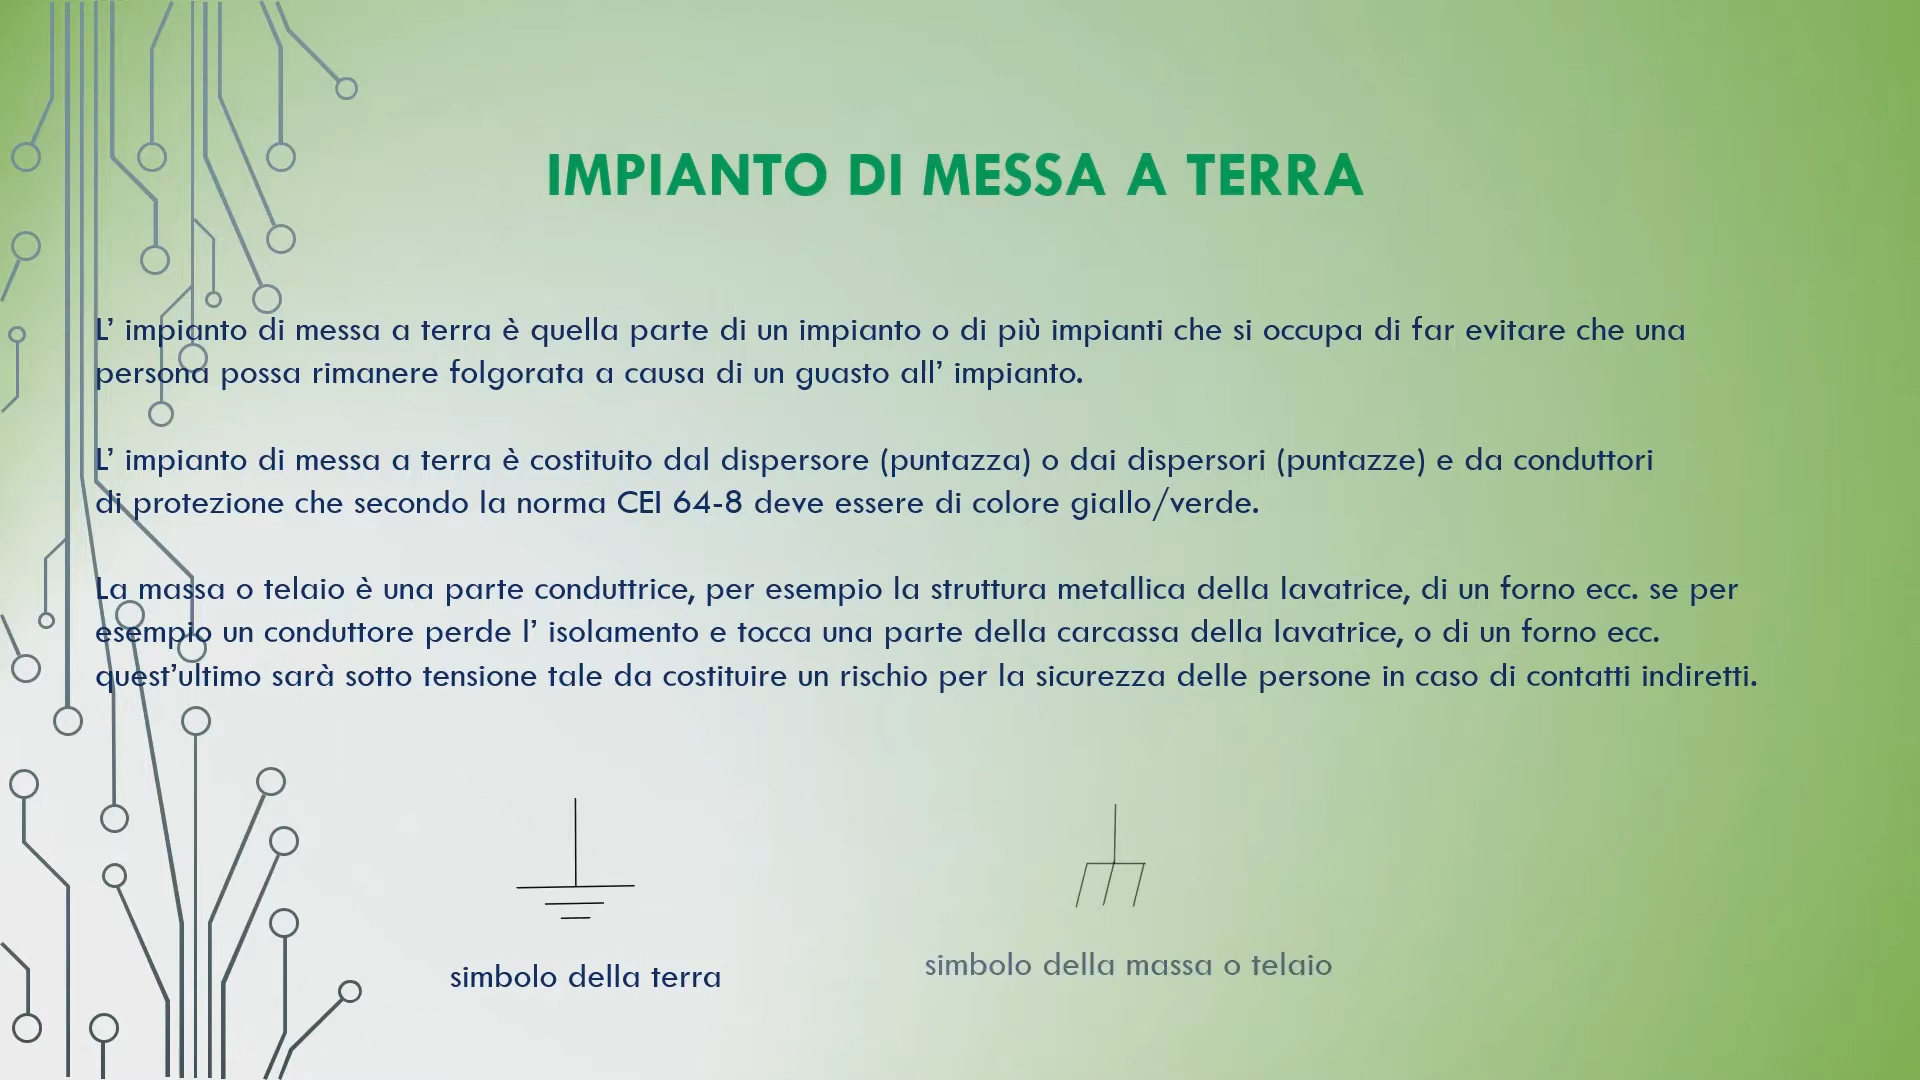 IMPIANTO DI MESSA A TERRA
L’ impianto di messa a terra è quella parte di un impianto o di più impianti che si occupa di far evitare che una
persona possa rimanere folgorata a causa di un guasto all’ impianto.
L’ impianto di messa a terra è costituito dal dispersore (puntazza) o dai dispersori (puntazze) e da conduttori
di protezione che secondo la norma CEI 64-8 deve essere di colore giallo/verde.
La massa o telaio è una parte conduttrice, per esempio la struttura metallica della lavatrice, di un forno ecc. se per
esempio un conduttore perde l’ isolamento e tocca una parte della carcassa della lavatrice, o di un forno ecc.
quest’ultimo sarà sotto tensione tale da costituire un rischio per la sicurezza delle persone in caso di contatti indiretti.
simbolo della terra
simbolo della massa o telaio